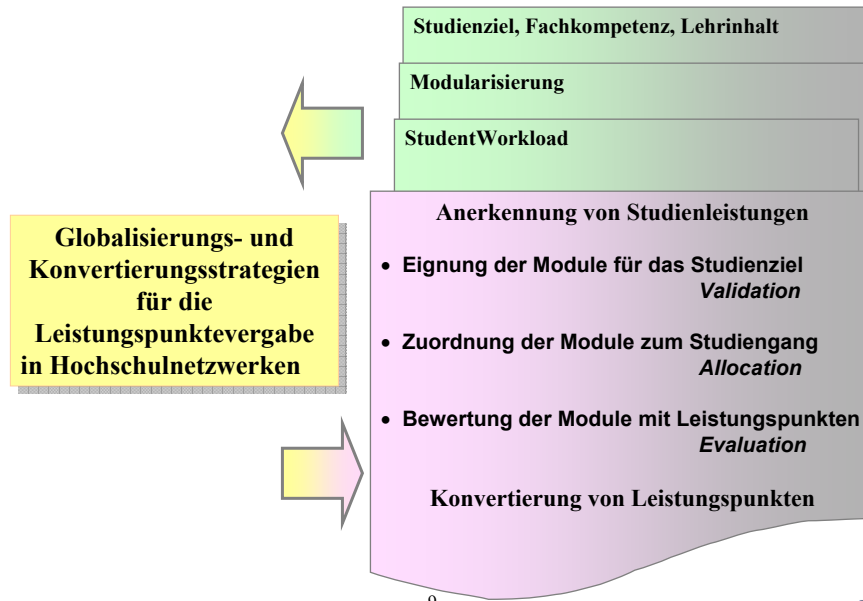 Studienziel, Fachkompetenz, Lehrinhalt
Modularisierung
StudentWorkload
Globalisierungs- und
Konvertierungsstrategien
für die
Leistungspunktevergabe
in Hochschulnetzwerken
Anerkennung von Studienleistungen
• Eignung der Module für das Studienziel
Validation
• Zuordnung der Module zum Studiengang
Allocation
• Bewertung der Module mit Leistungspunkten
Evaluation
Konvertierung von Leistungspunkten
9